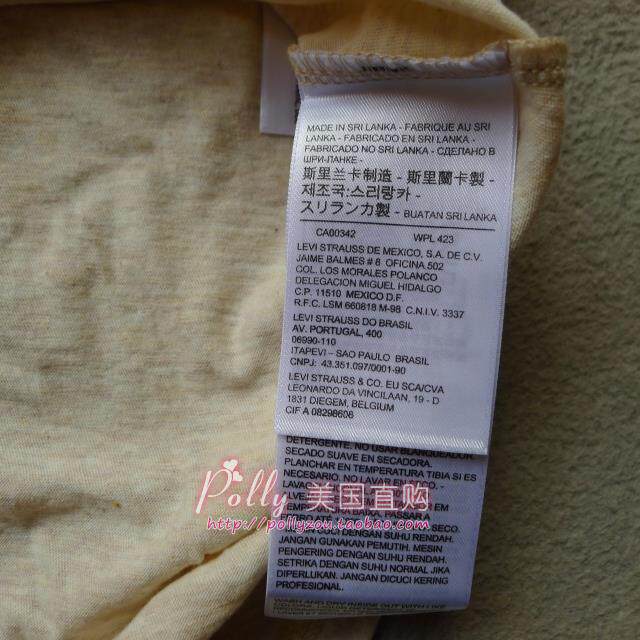 MADE IN SRI LANKA - FABRIQUE AU SRI
LANKA - FABRICADO EN SRI LANKA -
FABRICADO NO SRI LANKA - СДЕЛАНО В
ШРИ-ЛАНКЕ -
斯里兰卡制造 - 斯里蘭卡製 -
제조국:스리랑카 -
スリランカ製 - BUATAN SRI LANKA
CA00342 WPL 423
LEVI STRAUSS DE MEXICO, S.A. DE C.V.
JAIME BALMES # 8 OFICINA.502
COL. LOS MORALES POLANCO
DELEGACION MIGUEL HIDALGO
C.P. 11510 MEXICO D.F.
R.F.C. LSM 660818 M-98 C.N.I.V. 3337
LEVI STRAUSS DO BRASIL
AV. PORTUGAL, 400
06990-110
ITAPEVI – SAO PAULO BRASIL
CNPJ: 43.351.097/0001-90
LEVI STRAUSS & CO. EU SCA/CVA
LEONARDO DA VINCILAAN, 19 - D
1831 DIEGEM, BELGIUM
CIF A 08298608
DETERGENTE. NO USAR BLANQUEADOR.
SECADO SUAVE EN SECADORA.
PLANCHAR EN TEMPERATURA TIBIA SI ES
NECESARIO. NO LAVAR EN
Polly 美国直购
http://pollyzou.taobao.com
JANGAN GUNAKAN PEMUTIH. MESIN
PENGERING DENGAN SUHU RENDAH.
SETRIKA DENGAN SUHU NORMAL JIKA
DIPERLUKAN. JANGAN DICUCI KERING
PROFESIONAL.